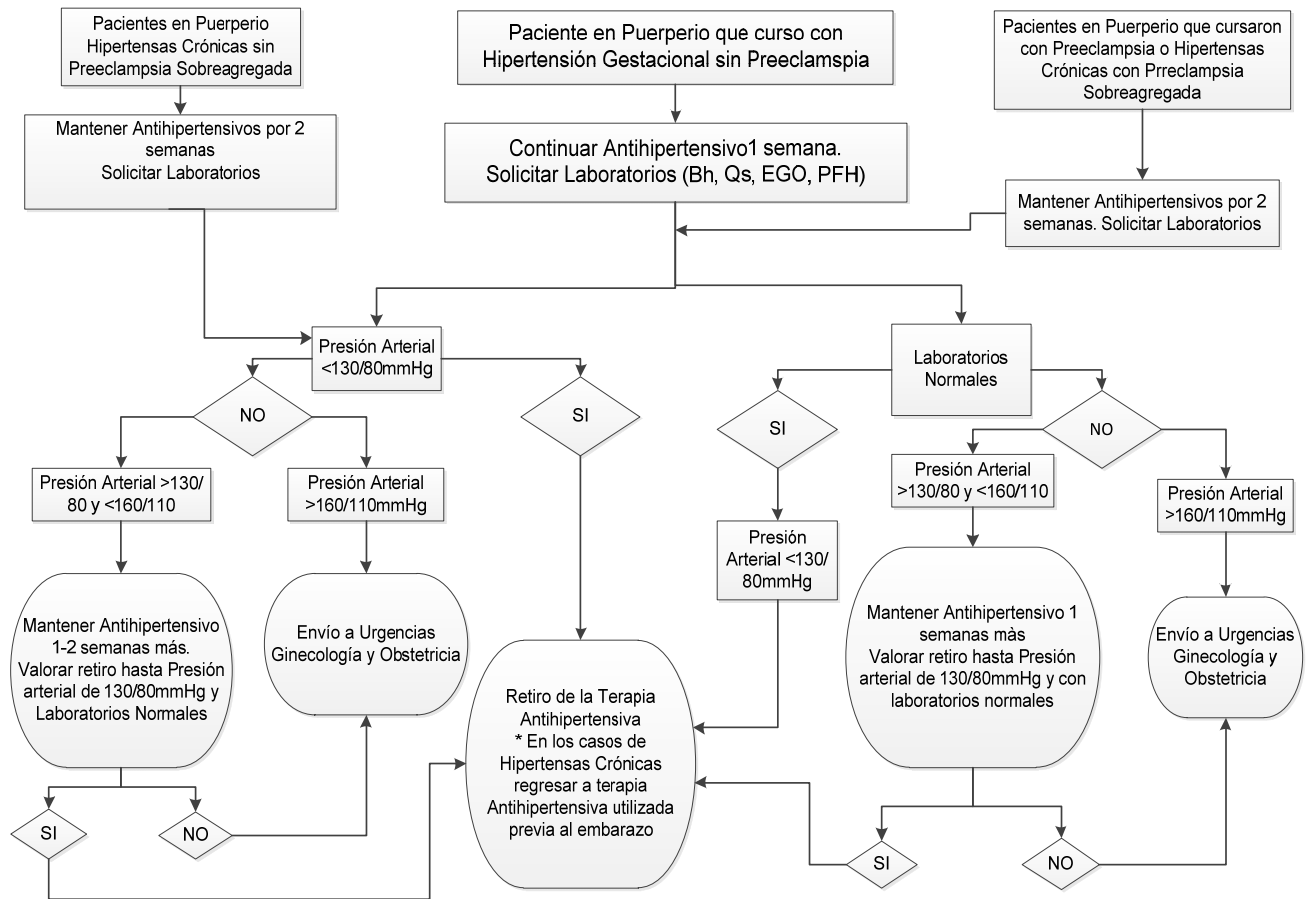 Pacientes en Puerperio
Hipertensas Crónicas sin
Preeclampsia Sobreagregada
Paciente en Puerperio que curso con
Hipertensión Gestacional sin Preeclamspia
Pacientes en Puerperio que cursaron
con Preeclampsia o Hipertensas
Crónicas con Prreclampsia
Sobreagregada
Mantener Antihipertensivos por 2
semanas
Solicitar Laboratorios
Continuar Antihipertensivo1 semana.
Solicitar Laboratorios (Bh, Qs, EGO, PFH)
Mantener Antihipertensivos por 2
semanas. Solicitar Laboratorios
Presión Arterial
<130/80mmHg
Laboratorios
Normales
NO
SI
SI
NO
Presión Arterial >130/
80 y <160/110
Presión Arterial
>160/110mmHg
Presión
Arterial <130/
80mmHg
Presión Arterial
>130/80 y <160/110
Presión Arterial
>160/110mmHg
Mantener Antihipertensivo
1-2 semanas más.
Valorar retiro hasta Presión
arterial de 130/80mmHg y
Laboratorios Normales
Envío a Urgencias
Ginecología y Obstetricia
Retiro de la Terapia
Antihipertensiva
* En los casos de
Hipertensas Crónicas
regresar a terapia
Antihipertensiva utilizada
previa al embarazo
Mantener Antihipertensivo 1
semanas màs
Valorar retiro hasta Presión
arterial de 130/80mmHg y con
laboratorios normales
Envío a Urgencias
Ginecología y
Obstetricia
SI
NO
SI
NO